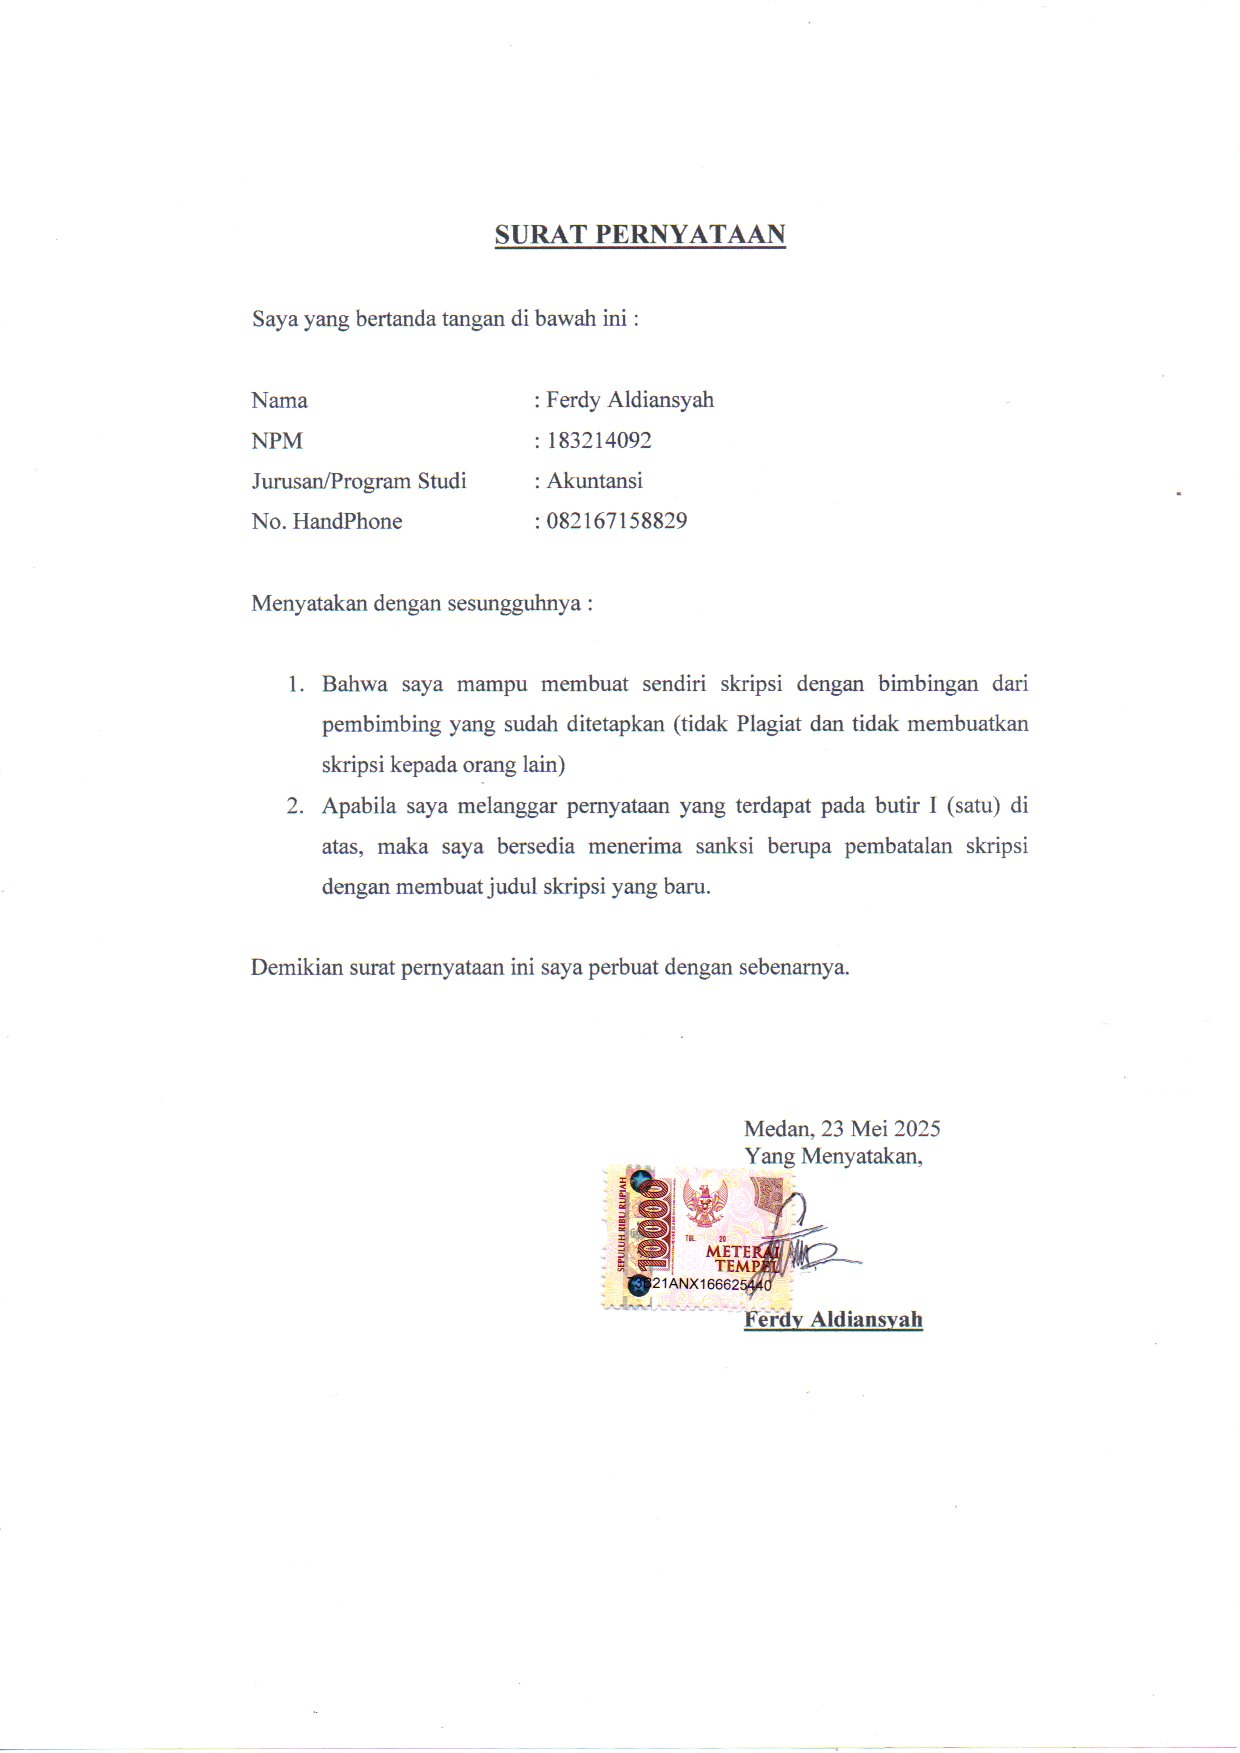 SURAT PERNYATAAN
Saya yang bertanda tangan di bawah ini :
Nama : Ferdy Aldiansyah
NPM : 183214092
Jurusan/Program Studi : Akuntansi
No. HandPhone : 082167158829
Menyatakan dengan sesungguhnya :
1. Bahwa saya mampu membuat sendiri skripsi dengan bimbingan dari
pembimbing yang sudah ditetapkan (tidak Plagiat dan tidak membuatkan
skripsi kepada orang lain)
2. Apabila saya melanggar pernyataan yang terdapat pada butir I (satu) di
atas, maka saya bersedia menerima sanksi berupa pembatalan skripsi
dengan membuat judul skripsi yang baru.
Demikian surat pernyataan ini saya perbuat dengan sebenarnya.
Medan, 23 Mei 2025
Yang Menyatakan,
SEPULUH RIBU RUPIAH
10000
TGL. 20
METERAI
TEMPEL
Ferdy Aldiansyah